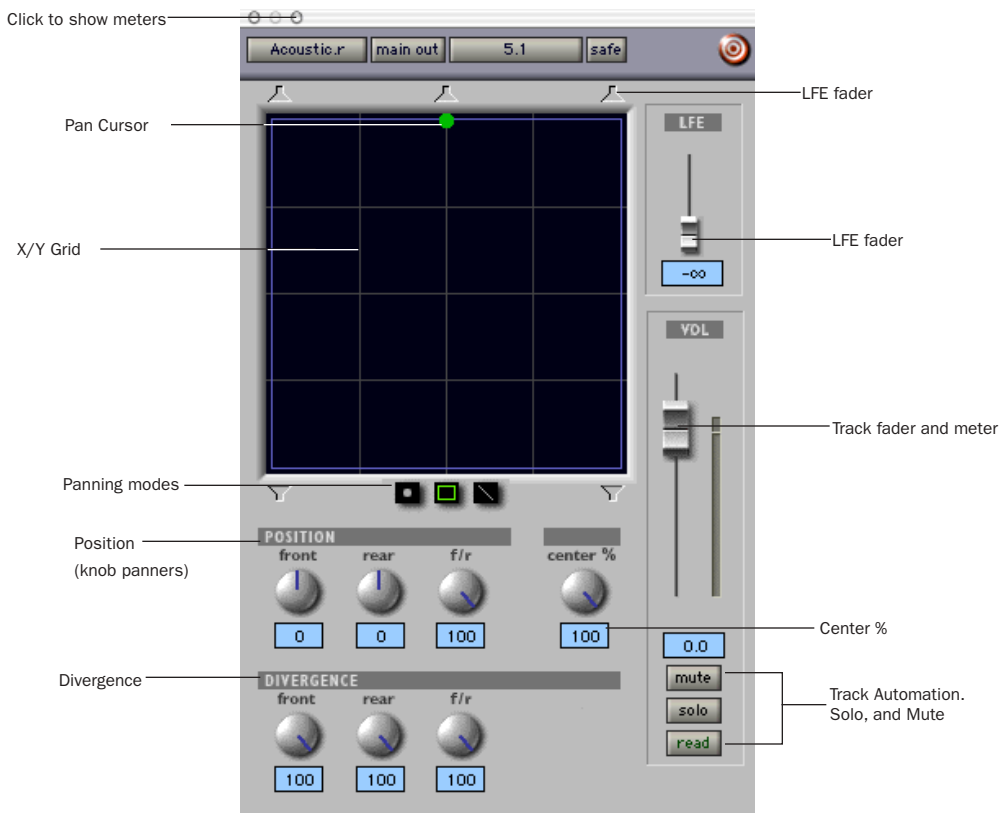 Click to show meters
Acoustic.r main out 5.1 safe
LFE fader
Pan Cursor
LFE
X/Y Grid
LFE fader
-∞
VOL
Track fader and meter
Panning modes
POSITION
Position
(knob panners)
front rear f/r center %
0 0 100 100
Center %
0.0
Divergence
DIVERGENCE
mute
front rear f/r
solo
Track Automation.
Solo, and Mute
read
100 100 100